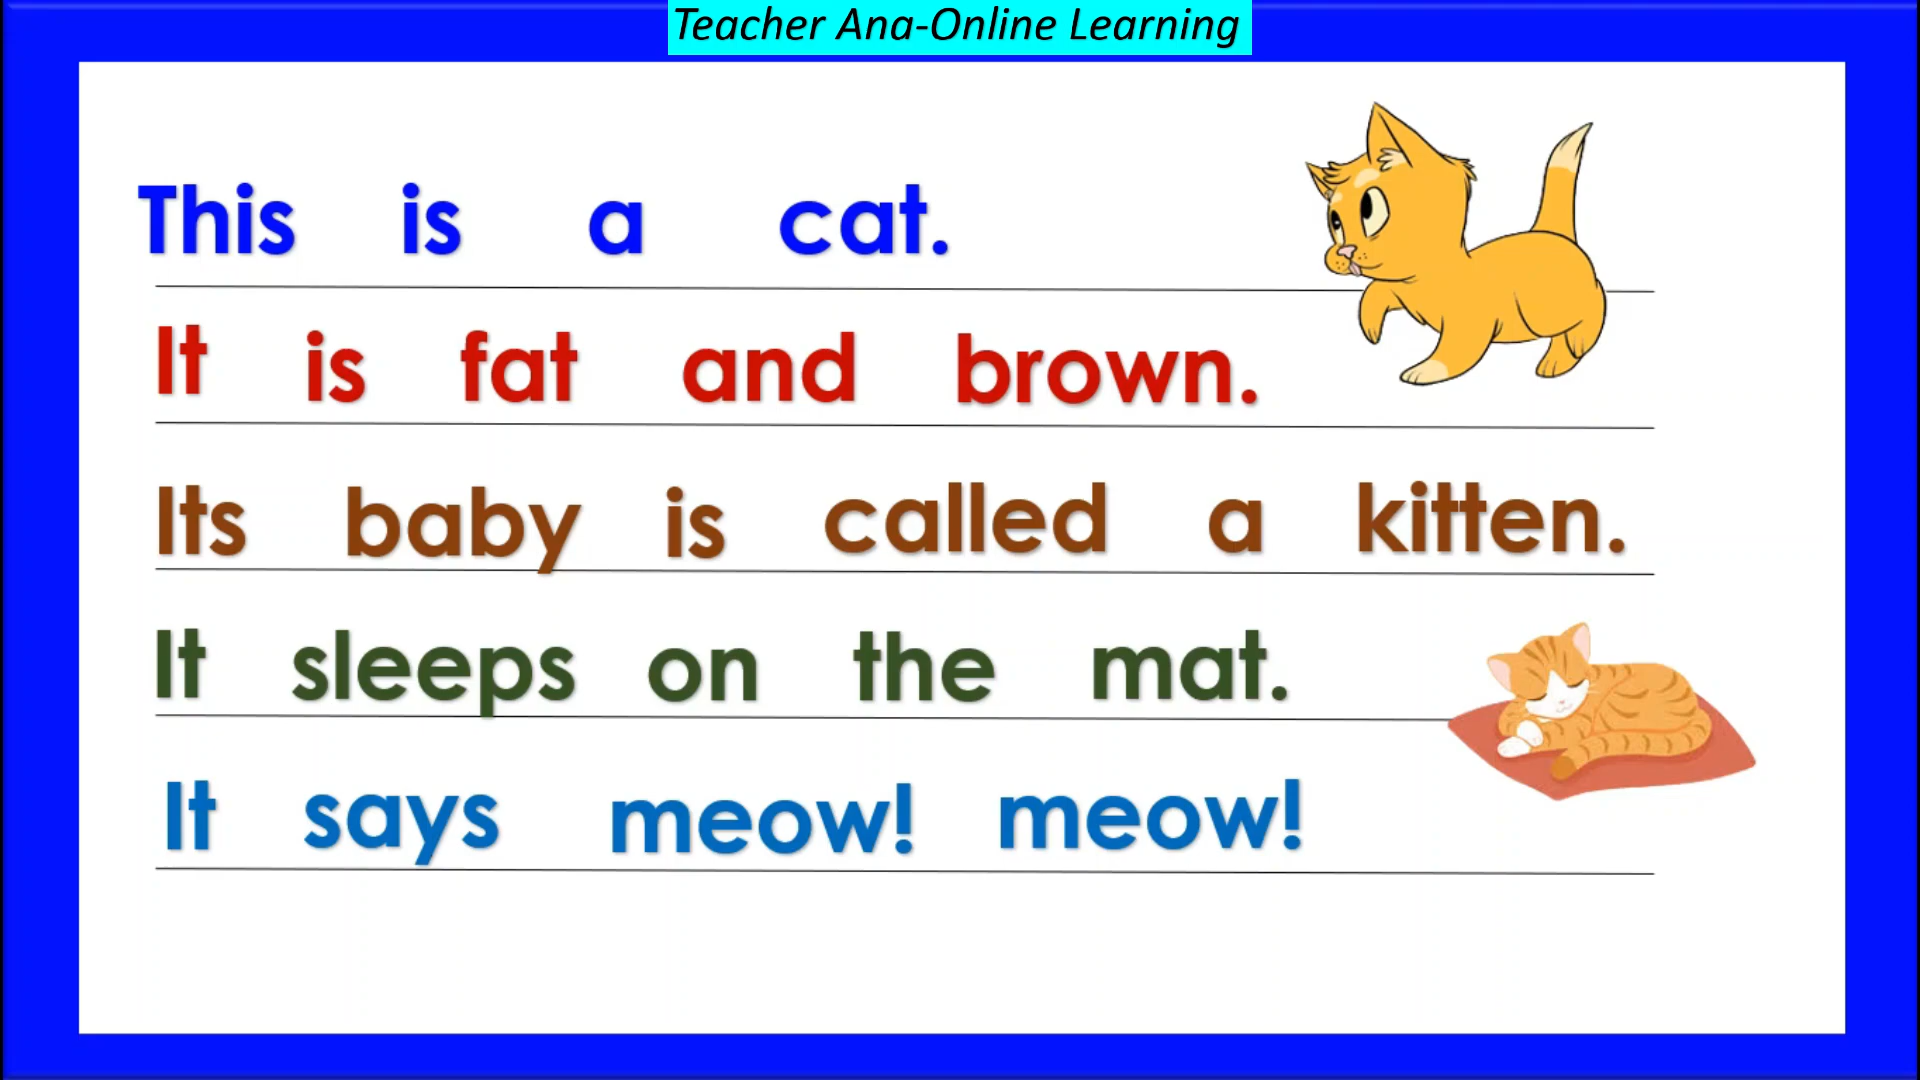 Teacher Ana-Online Learning
This is a cat.
It is fat and brown.
Its baby is called a kitten.
It sleeps on the mat.
It says meow! meow!